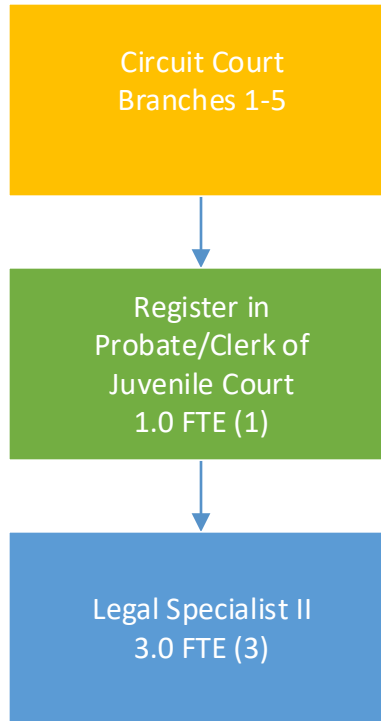 Circuit Court
Branches 1-5
Register in
Probate/Clerk of
Juvenile Court
1.0 FTE (1)
Legal Specialist II
3.0 FTE (3)